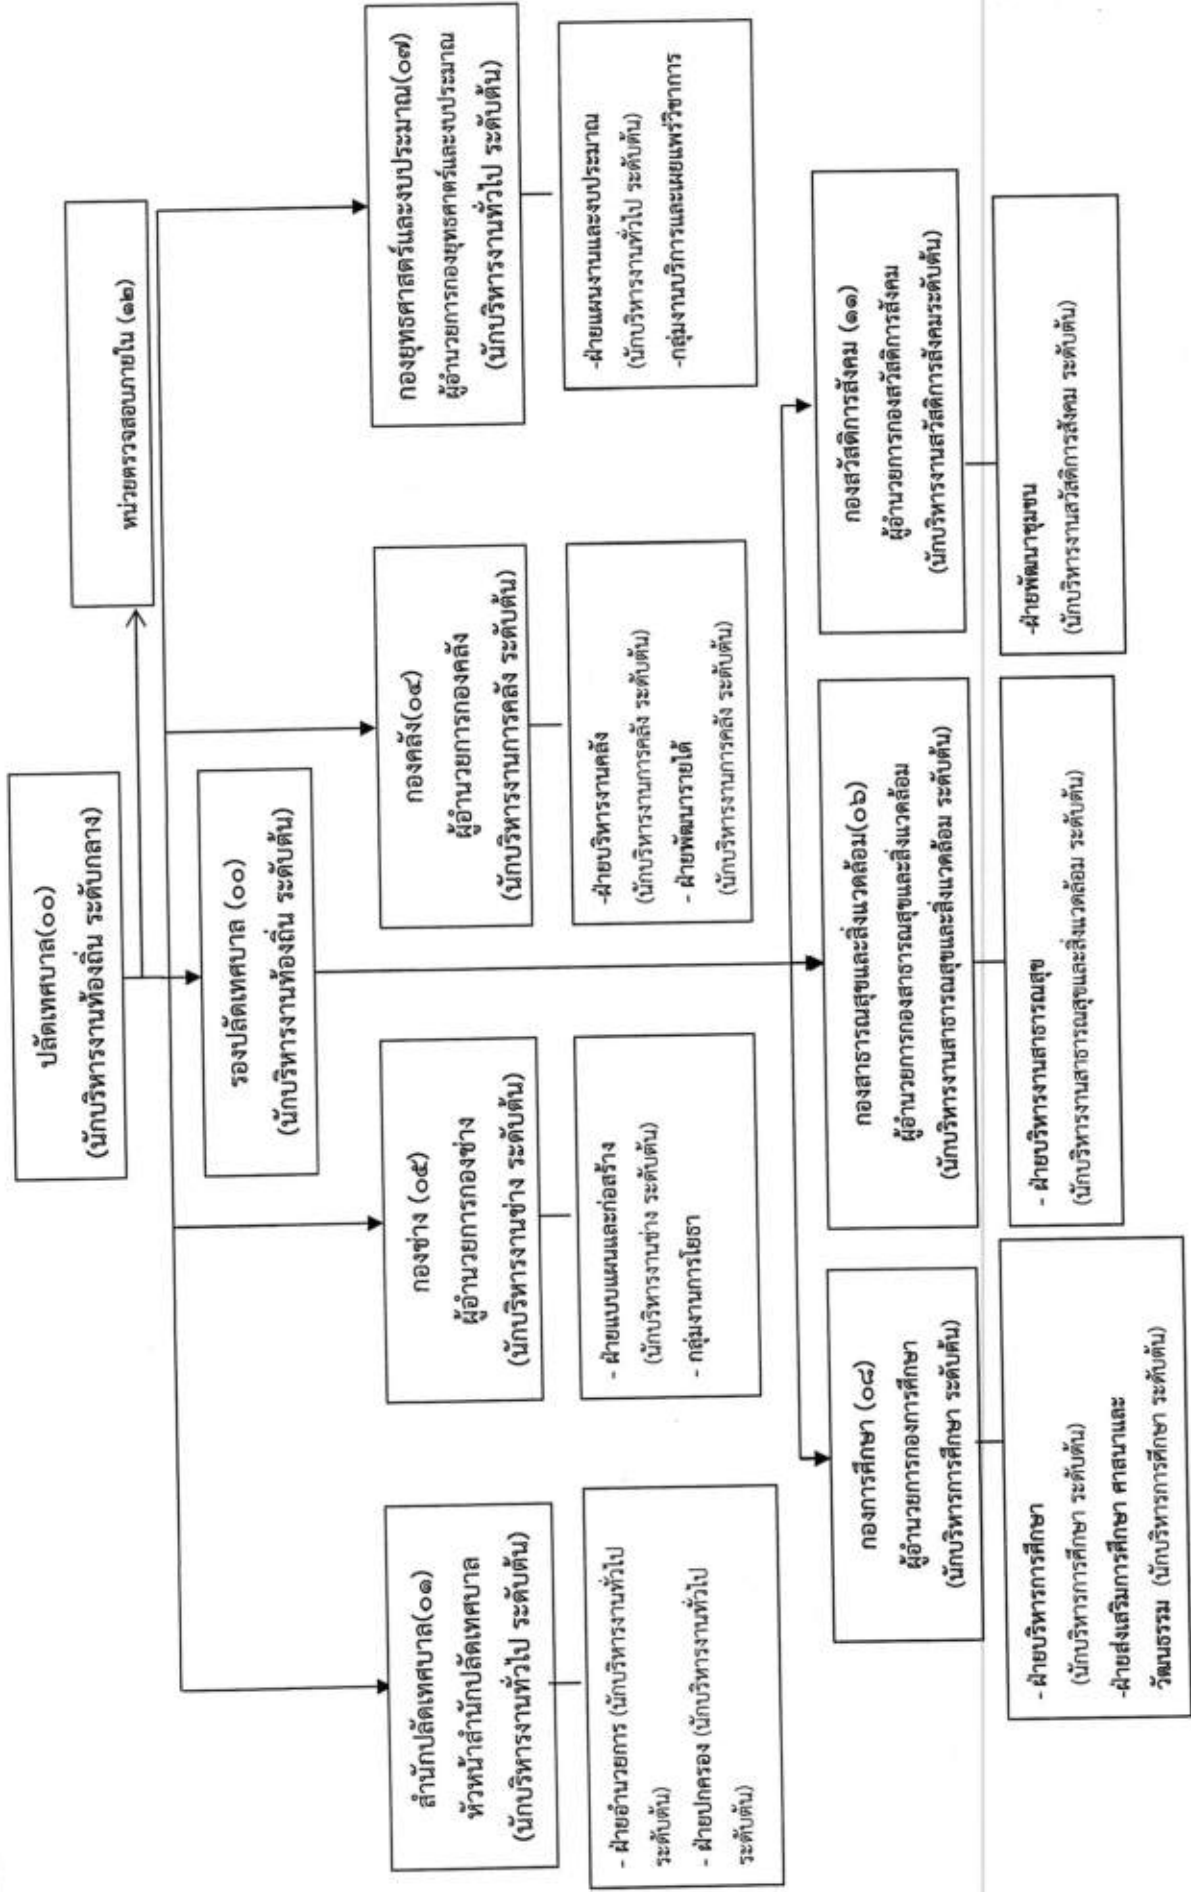 ปลัดเทศบาล(๐๐)
(นักบริหารงานท้องถิ่น ระดับกลาง)
หน่วยตรวจสอบภายใน (๑๒)
รองปลัดเทศบาล (๐๐)
(นักบริหารงานท้องถิ่น ระดับต้น)
สำนักปลัดเทศบาล(๐๑)
หัวหน้าสำนักปลัดเทศบาล
(นักบริหารงานทั่วไป ระดับต้น)
กองช่าง (๐๕)
ผู้อำนวยการกองช่าง
(นักบริหารงานช่าง ระดับต้น)
กองคลัง(๐๔)
ผู้อำนวยการกองคลัง
(นักบริหารงานการคลัง ระดับต้น)
กองยุทธศาสตร์และงบประมาณ(๐๗)
ผู้อำนวยการกองยุทธศาตร์และงบประมาณ
(นักบริหารงานทั่วไป ระดับต้น)
- ฝ่ายอำนวยการ (นักบริหารงานทั่วไป
ระดับต้น)
- ฝ่ายปกครอง (นักบริหารงานทั่วไป
ระดับต้น)
- ฝ่ายแบบแผนและก่อสร้าง
(นักบริหารงานช่าง ระดับต้น)
- กลุ่มงานการโยธา
-ฝ่ายบริหารงานคลัง
(นักบริหารงานการคลัง ระดับต้น)
- ฝ่ายพัฒนารายได้
(นักบริหารงานการคลัง ระดับต้น)
-ฝ่ายแผนงานและงบประมาณ
(นักบริหารงานทั่วไป ระดับต้น)
-กลุ่มงานบริการและเผยแพร่วิชาการ
กองการศึกษา (๐๘)
ผู้อำนวยการกองการศึกษา
(นักบริหารการศึกษา ระดับต้น)
กองสาธารณสุขและสิ่งแวดล้อม(๐๖)
ผู้อำนวยการกองสาธารณสุขและสิ่งแวดล้อม
(นักบริหารงานสาธารณสุขและสิ่งแวดล้อม ระดับต้น)
กองสวัสดิการสังคม (๑๑)
ผู้อำนวยการกองสวัสดิการสังคม
(นักบริหารงานสวัสดิการสังคมระดับต้น)
- ฝ่ายบริหารการศึกษา
(นักบริหารการศึกษา ระดับต้น)
-ฝ่ายส่งเสริมการศึกษา ศาสนาและ
วัฒนธรรม (นักบริหารการศึกษา ระดับต้น)
- ฝ่ายบริหารงานสาธารณสุข
(นักบริหารงานสาธารณสุขและสิ่งแวดล้อม ระดับต้น)
-ฝ่ายพัฒนาชุมชน
(นักบริหารงานสวัสดิการสังคม ระดับต้น)